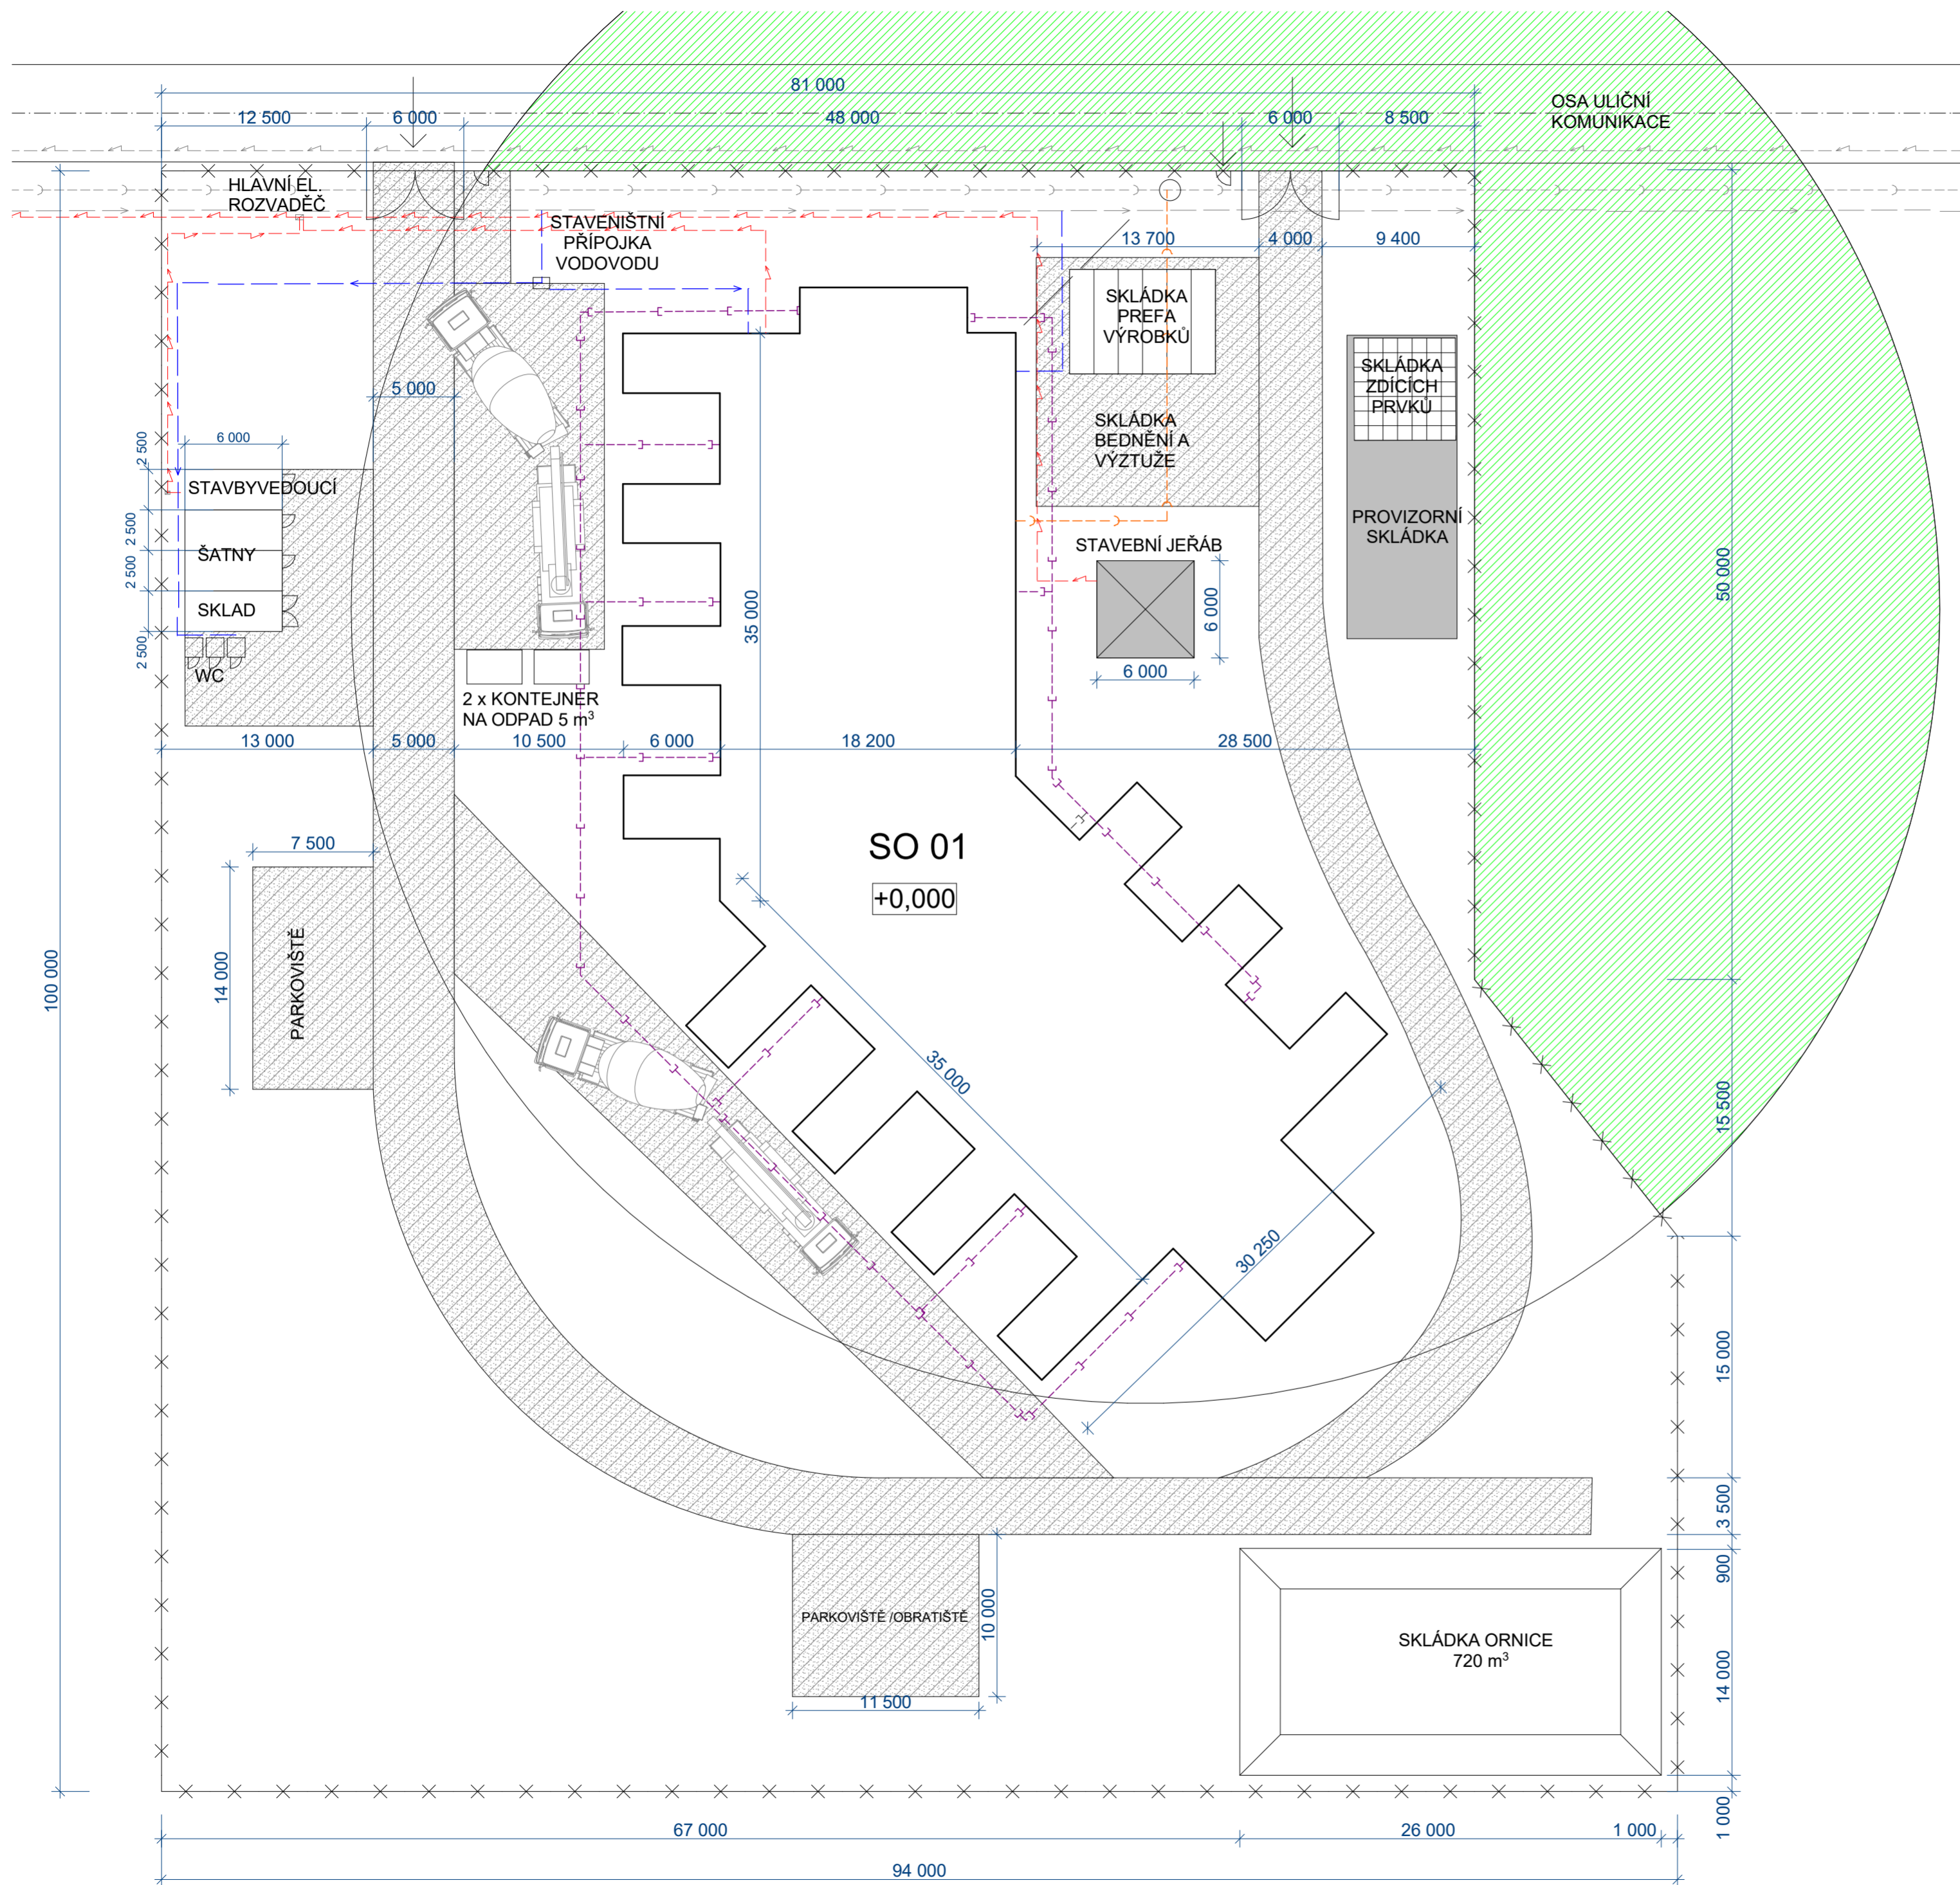 81 000
OSA ULIČNÍ
KOMUNIKACE
12 500
6 000
48 000
6 000
8 500
HLAVNÍ EL.
ROZVADĚČ
STAVENIŠTNÍ
PŘÍPOJKA
VODOVODU
13 700
4 000
9 400
SKLÁDKA
PREFA
VÝROBKŮ
SKLÁDKA
ZDÍCÍCH
PRVKŮ
5 000
6 000
2 500
SKLÁDKA
BEDNĚNÍ A
VÝZTUŽE
STAVBYVEDOUCÍ
PROVIZORNÍ
SKLÁDKA
2 500
ŠATNY
STAVEBNÍ JEŘÁB
2 500
SKLAD
35 000
6 000
50 000
2 500
WC
6 000
2 x KONTEJNER
NA ODPAD 5 m³
13 000
5 000
10 500
6 000
18 200
28 500
7 500
SO 01
+0,000
100 000
14 000
PARKOVIŠTĚ
35 000
15 500
30 250
15 000
3 500
900
PARKOVIŠTĚ /OBRATIŠTĚ
10 000
SKLÁDKA ORNICE
720 m³
14 000
11 500
1 000
67 000
26 000
1 000
94 000